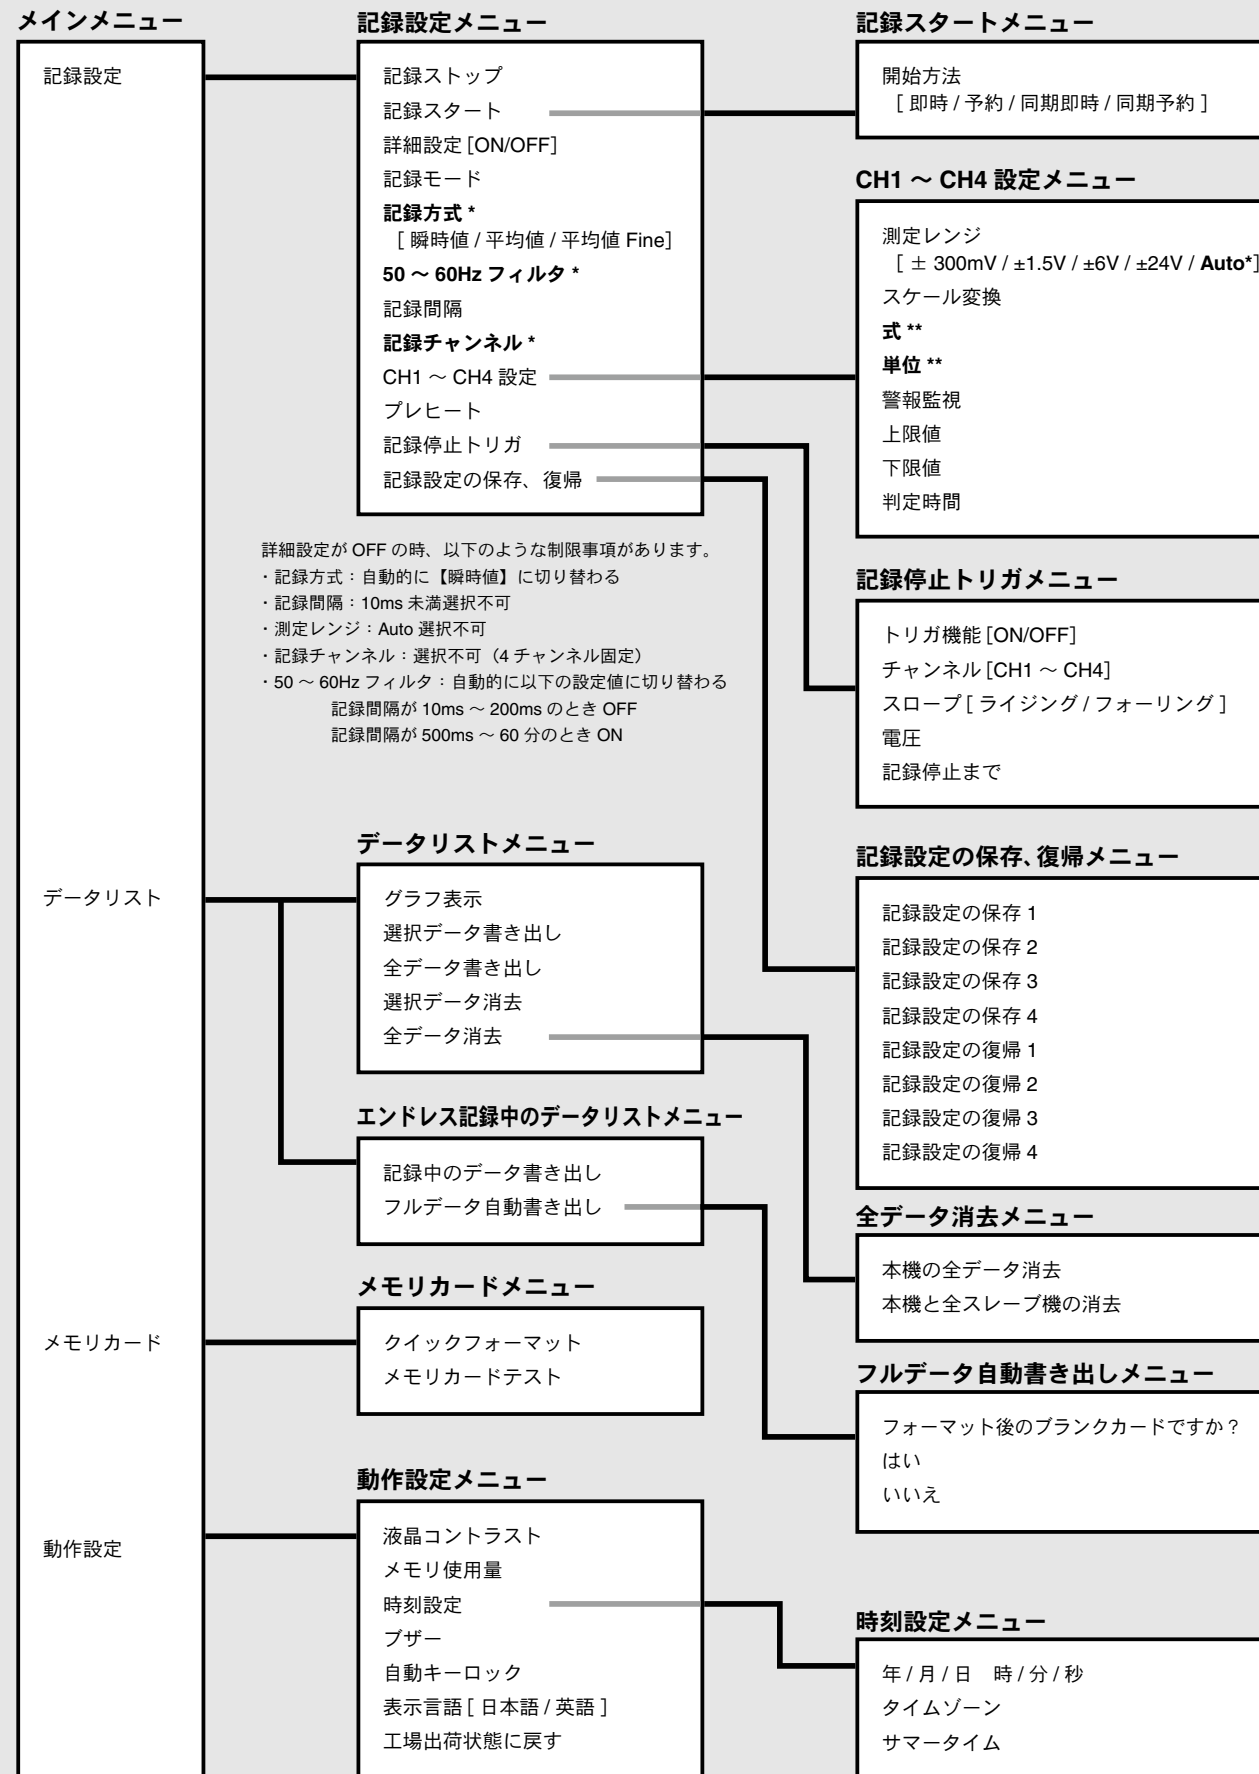 メインメニュー
記録設定
データリスト
メモリカード
動作設定
記録設定メニュー
記録ストップ
記録スタート
詳細設定 [ON/OFF]
記録モード
記録方式 *
[ 瞬時値 / 平均値 / 平均値 Fine]
50 ～ 60Hz フィルタ *
記録間隔
記録チャンネル *
CH1 ～ CH4 設定
プレヒート
記録停止トリガ
記録設定の保存、復帰
詳細設定が OFF の時、以下のような制限事項があります。
・記録方式：自動的に【瞬時値】に切り替わる
・記録間隔：10ms 未満選択不可
・測定レンジ：Auto 選択不可
・記録チャンネル：選択不可（4 チャンネル固定）
・50 ～ 60Hz フィルタ：自動的に以下の設定値に切り替わる
記録間隔が 10ms ～ 200ms のとき OFF
記録間隔が 500ms ～ 60 分のとき ON
データリストメニュー
グラフ表示
選択データ書き出し
全データ書き出し
選択データ消去
全データ消去
エンドレス記録中のデータリストメニュー
記録中のデータ書き出し
フルデータ自動書き出し
メモリカードメニュー
クイックフォーマット
メモリカードテスト
動作設定メニュー
液晶コントラスト
メモリ使用量
時刻設定
ブザー
自動キーロック
表示言語 [ 日本語 / 英語 ]
工場出荷状態に戻す
記録スタートメニュー
開始方法
[ 即時 / 予約 / 同期即時 / 同期予約 ]
CH1 ～ CH4 設定メニュー
測定レンジ
[ ± 300mV / ±1.5V / ±6V / ±24V / Auto*]
スケール変換
式 **
単位 **
警報監視
上限値
下限値
判定時間
記録停止トリガメニュー
トリガ機能 [ON/OFF]
チャンネル [CH1 ～ CH4]
スロープ [ ライジング / フォーリング ]
電圧
記録停止まで
記録設定の保存、復帰メニュー
記録設定の保存 1
記録設定の保存 2
記録設定の保存 3
記録設定の保存 4
記録設定の復帰 1
記録設定の復帰 2
記録設定の復帰 3
記録設定の復帰 4
全データ消去メニュー
本機の全データ消去
本機と全スレーブ機の消去
フルデータ自動書き出しメニュー
フォーマット後のブランクカードですか？
はい
いいえ
時刻設定メニュー
年 / 月 / 日　時 / 分 / 秒
タイムゾーン
サマータイム